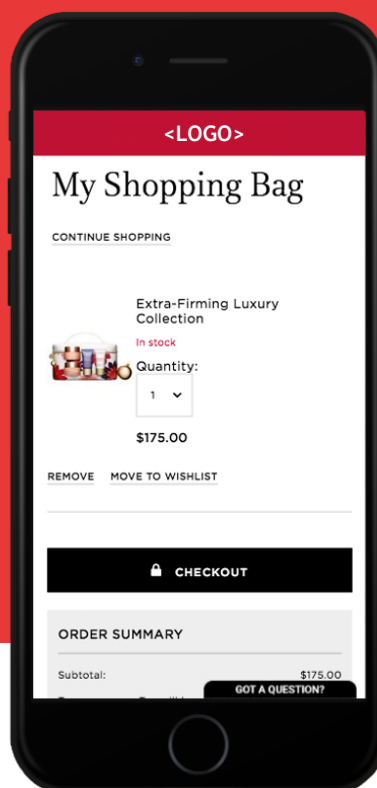 <LOGO>
My Shopping Bag
CONTINUE SHOPPING
Extra-Firming Luxury
Collection
In stock
Quantity:
1
$175.00
REMOVE MOVE TO WISHLIST
CHECKOUT
ORDER SUMMARY
Subtotal: $175.00
GOT A QUESTION?